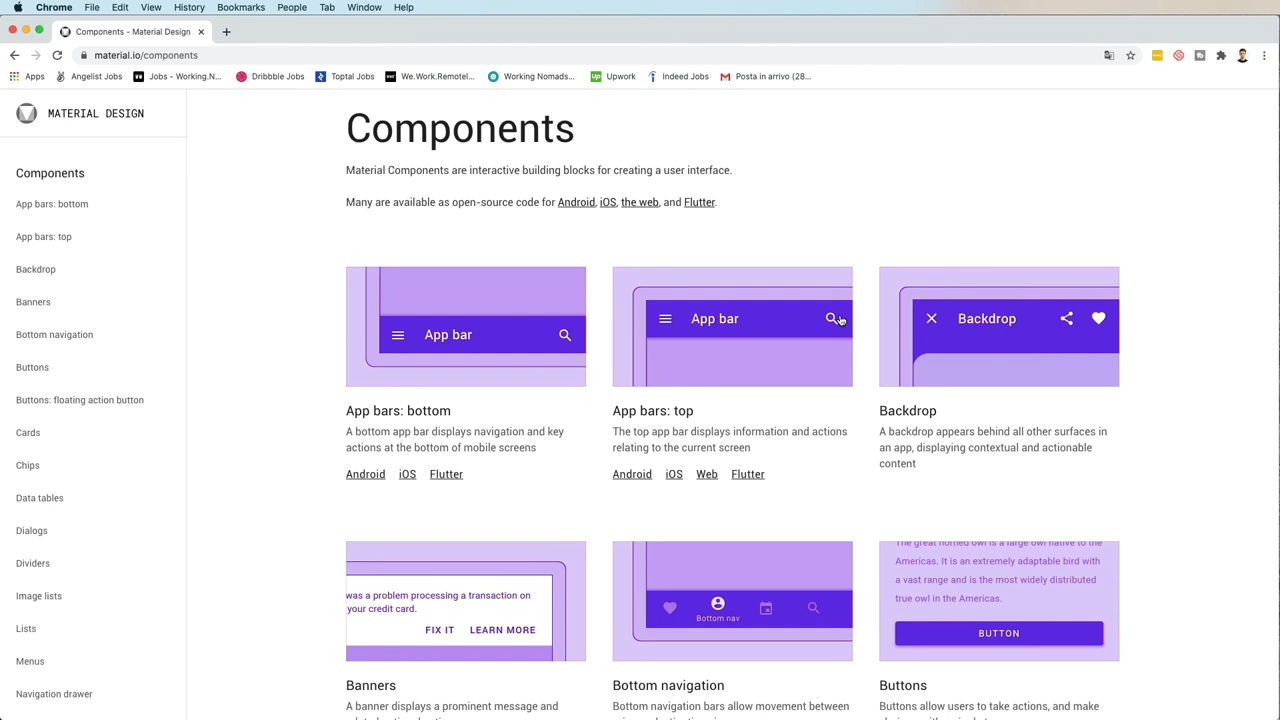 Chrome File Edit View History Bookmarks People Tab Window Help
Components - Material Design
material.io/components
Apps Angelist Jobs Jobs - Working.N... Dribbble Jobs Toptal Jobs We.Work.Remotel... Working Nomads... Upwork Indeed Jobs Posta in arrivo (28...
MATERIAL DESIGN
Components
App bars: bottom
App bars: top
Backdrop
Banners
Bottom navigation
Buttons
Buttons: floating action button
Cards
Chips
Data tables
Dialogs
Dividers
Image lists
Lists
Menus
Navigation drawer
Components
Material Components are interactive building blocks for creating a user interface.
Many are available as open-source code for Android, iOS, the web, and Flutter.
App bar
App bars: bottom
A bottom app bar displays navigation and key
actions at the bottom of mobile screens
Android iOS Flutter
App bar
App bars: top
The top app bar displays information and actions
relating to the current screen
Android iOS Web Flutter
Backdrop
Backdrop
A backdrop appears behind all other surfaces in
an app, displaying contextual and actionable
content
was a problem processing a transaction on
your credit card.
FIX IT LEARN MORE
Banners
A banner displays a prominent message and
Bottom nav
Bottom navigation
Bottom navigation bars allow movement between
The great horned owl is a large owl native to the
Americas. It is an extremely adaptable bird with
a vast range and is the most widely distributed
true owl in the Americas.
BUTTON
Buttons
Buttons allow users to take actions, and make